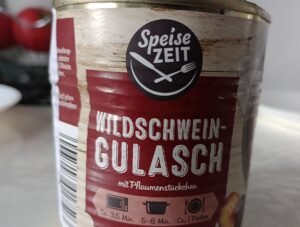 Speise
ZEIT
WILDSCHWEIN-
GULASCH
mit Pflaumenstückchen
Ca. 3,5 Min.
5-8 Min.
Ca. 1 Portion